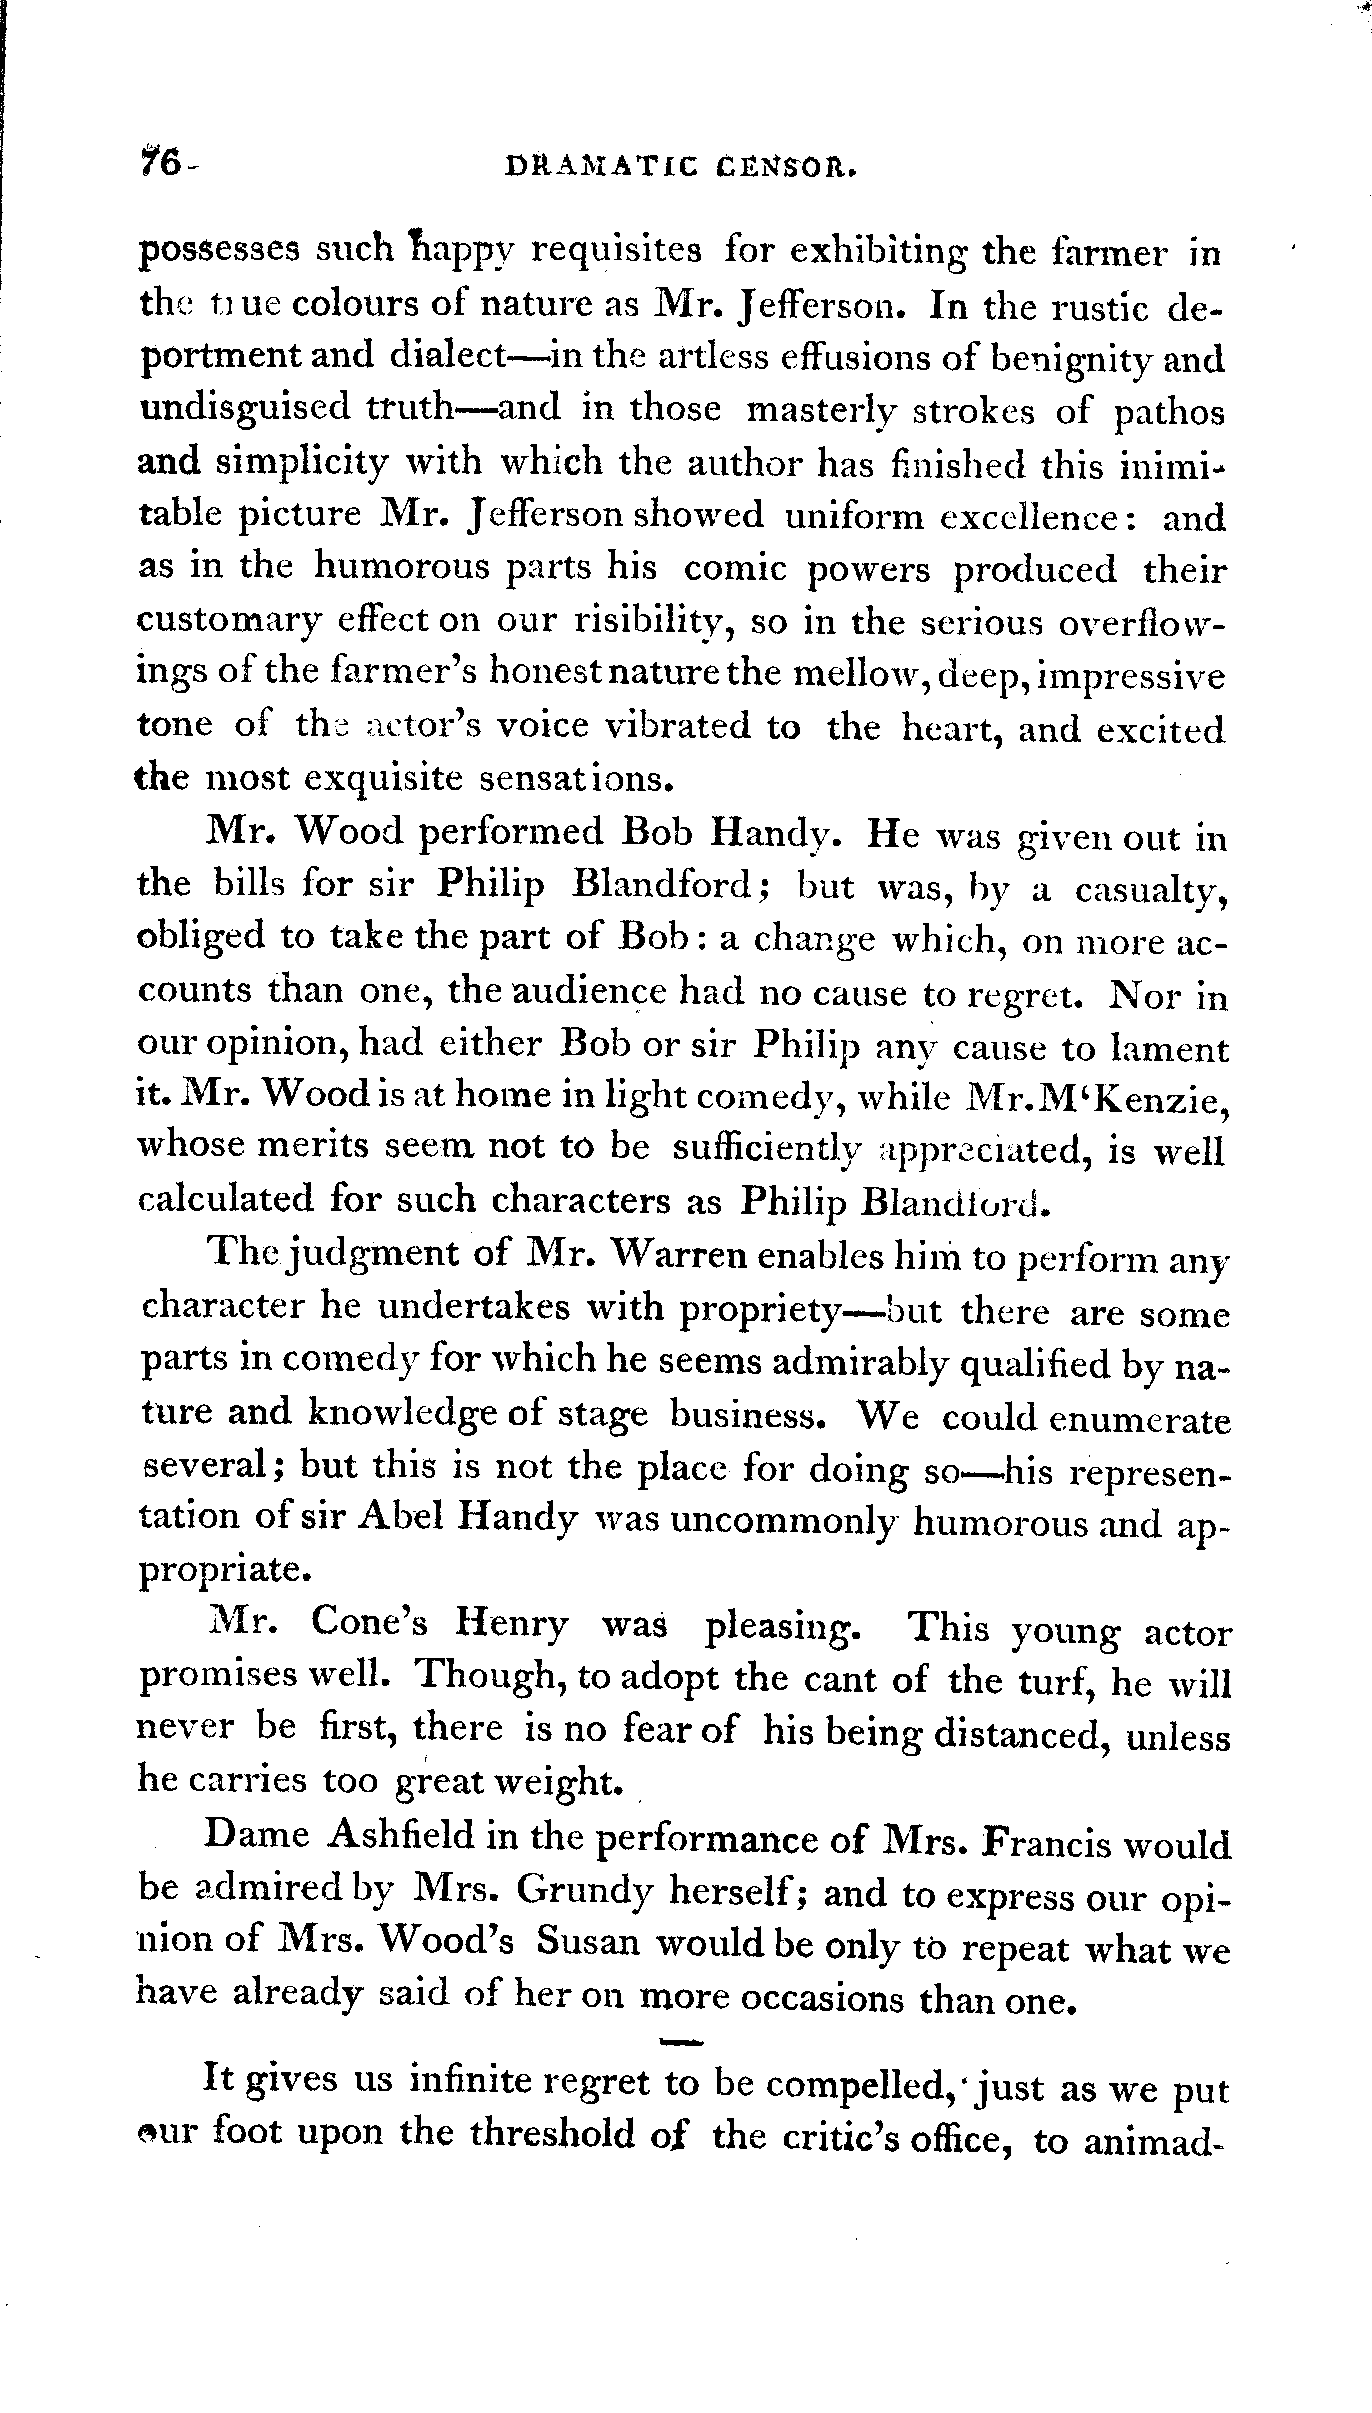 76 DRAMATIC CENSOR.
possesses such happy requisites for exhibiting the farmer in
the true colours of nature as Mr. Jefferson. In the rustic de-
portment and dialect—in the artless effusions of benignity and
undisguised truth—and in those masterly strokes of pathos
and simplicity with which the author has finished this inimi-
table picture Mr. Jefferson showed uniform excellence: and
as in the humorous parts his comic powers produced their
customary effect on our risibility, so in the serious overflow-
ings of the farmer's honest nature the mellow, deep, impressive
tone of the actor's voice vibrated to the heart, and excited
the most exquisite sensations.
Mr. Wood performed Bob Handy. He was given out in
the bills for sir Philip Blandford; but was, by a casualty,
obliged to take the part of Bob: a change which, on more ac-
counts than one, the audience had no cause to regret. Nor in
our opinion, had either Bob or sir Philip any cause to lament
it. Mr. Wood is at home in light comedy, while Mr. M‘Kenzie,
whose merits seem not to be sufficiently appreciated, is well
calculated for such characters as Philip Blandford.
The judgment of Mr. Warren enables him to perform any
character he undertakes with propriety—but there are some
parts in comedy for which he seems admirably qualified by na-
ture and knowledge of stage business. We could enumerate
several; but this is not the place for doing so—his represen-
tation of sir Abel Handy was uncommonly humorous and ap-
propriate.
Mr. Cone's Henry was pleasing. This young actor
promises well. Though, to adopt the cant of the turf, he will
never be first, there is no fear of his being distanced, unless
he carries too great weight.
Dame Ashfield in the performance of Mrs. Francis would
be admired by Mrs. Grundy herself; and to express our opi-
nion of Mrs. Wood's Susan would be only to repeat what we
have already said of her on more occasions than one.
It gives us infinite regret to be compelled, just as we put
our foot upon the threshold of the critic's office, to animad-